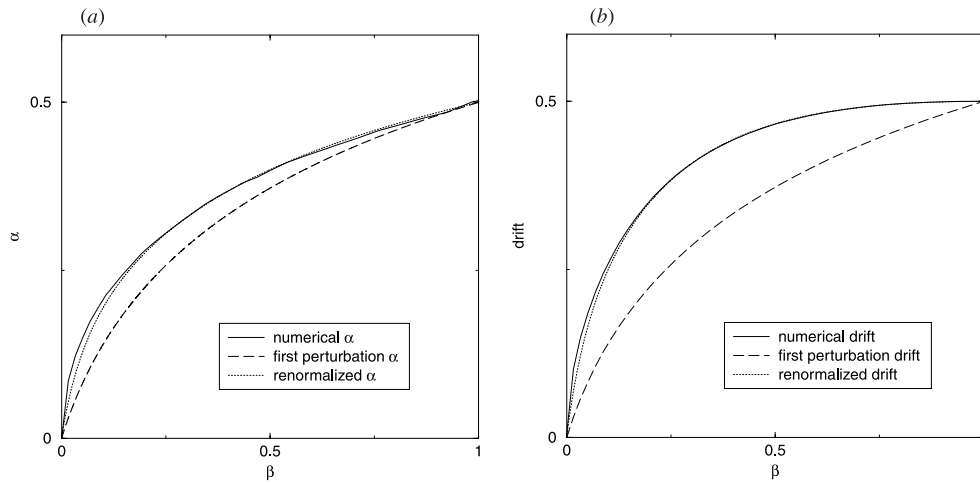 (a)
0.5
α
0
0
0.5
1
β
numerical α
first perturbation α
renormalized α
(b)
0.5
drift
0
0
0.5
β
numerical drift
first perturbation drift
renormalized drift